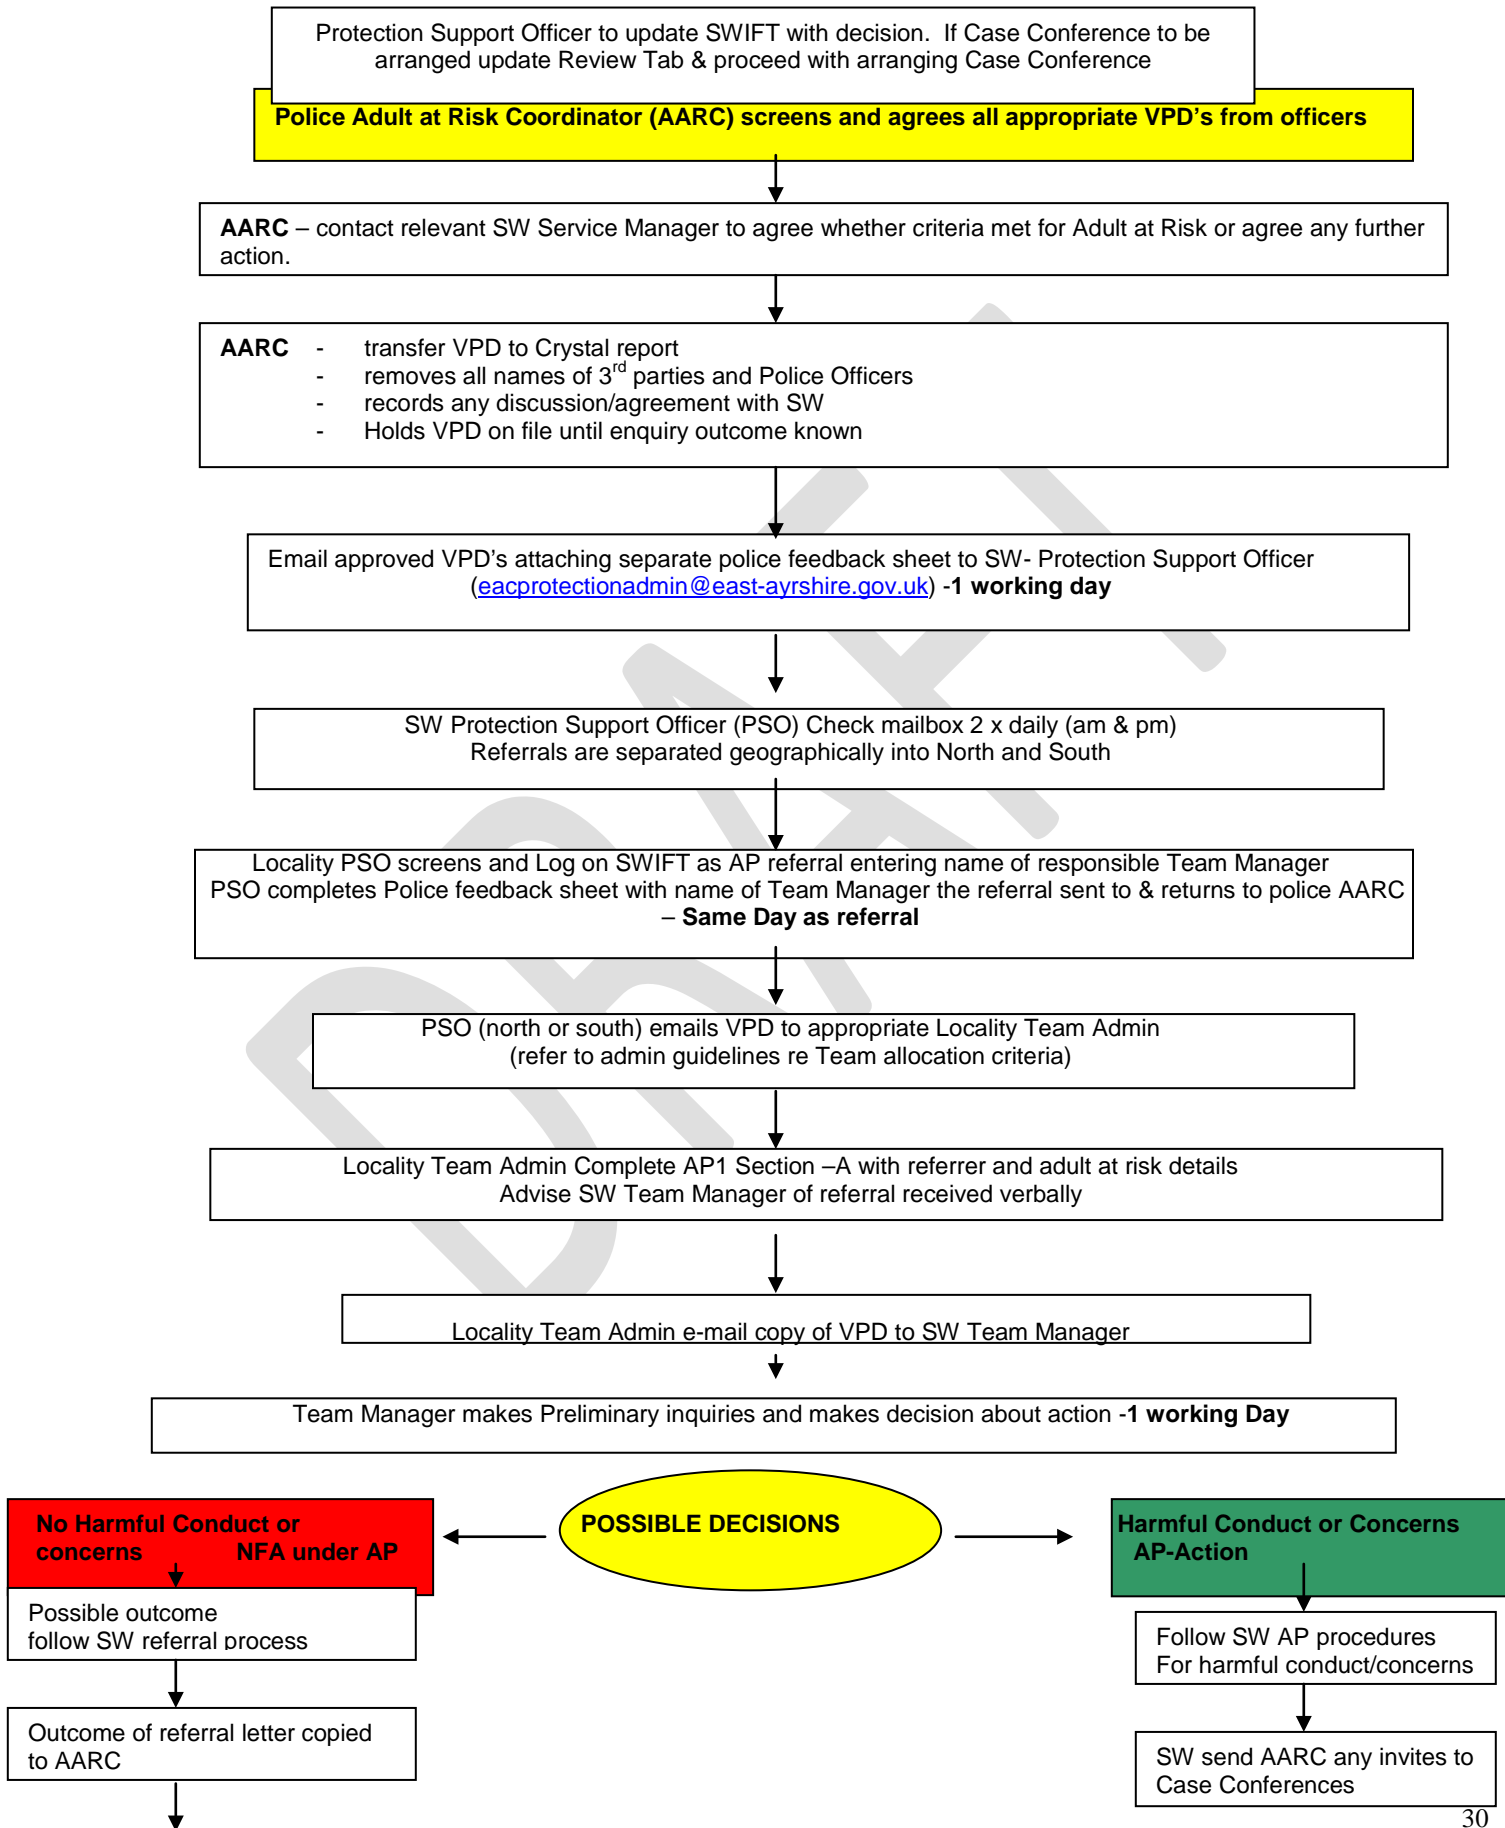 Protection Support Officer to update SWIFT with decision.  If Case Conference to be
arranged update Review Tab & proceed with arranging Case Conference
Police Adult at Risk Coordinator (AARC) screens and agrees all appropriate VPD's from officers
AARC – contact relevant SW Service Manager to agree whether criteria met for Adult at Risk or agree any further
action.
AARC - transfer VPD to Crystal report
- removes all names of 3rd parties and Police Officers
- records any discussion/agreement with SW
- Holds VPD on file until enquiry outcome known
Email approved VPD's attaching separate police feedback sheet to SW- Protection Support Officer
(eacprotectionadmin@east-ayrshire.gov.uk) -1 working day
SW Protection Support Officer (PSO) Check mailbox 2 x daily (am & pm)
Referrals are separated geographically into North and South
Locality PSO screens and Log on SWIFT as AP referral entering name of responsible Team Manager
PSO completes Police feedback sheet with name of Team Manager the referral sent to & returns to police AARC
– Same Day as referral
PSO (north or south) emails VPD to appropriate Locality Team Admin
(refer to admin guidelines re Team allocation criteria)
Locality Team Admin Complete AP1 Section –A with referrer and adult at risk details
Advise SW Team Manager of referral received verbally
Locality Team Admin e-mail copy of VPD to SW Team Manager
Team Manager makes Preliminary inquiries and makes decision about action -1 working Day
POSSIBLE DECISIONS
No Harmful Conduct or
concerns NFA under AP
Possible outcome
follow SW referral process
Outcome of referral letter copied
to AARC
Harmful Conduct or Concerns
AP-Action
Follow SW AP procedures
For harmful conduct/concerns
SW send AARC any invites to
Case Conferences
30
DRAFT